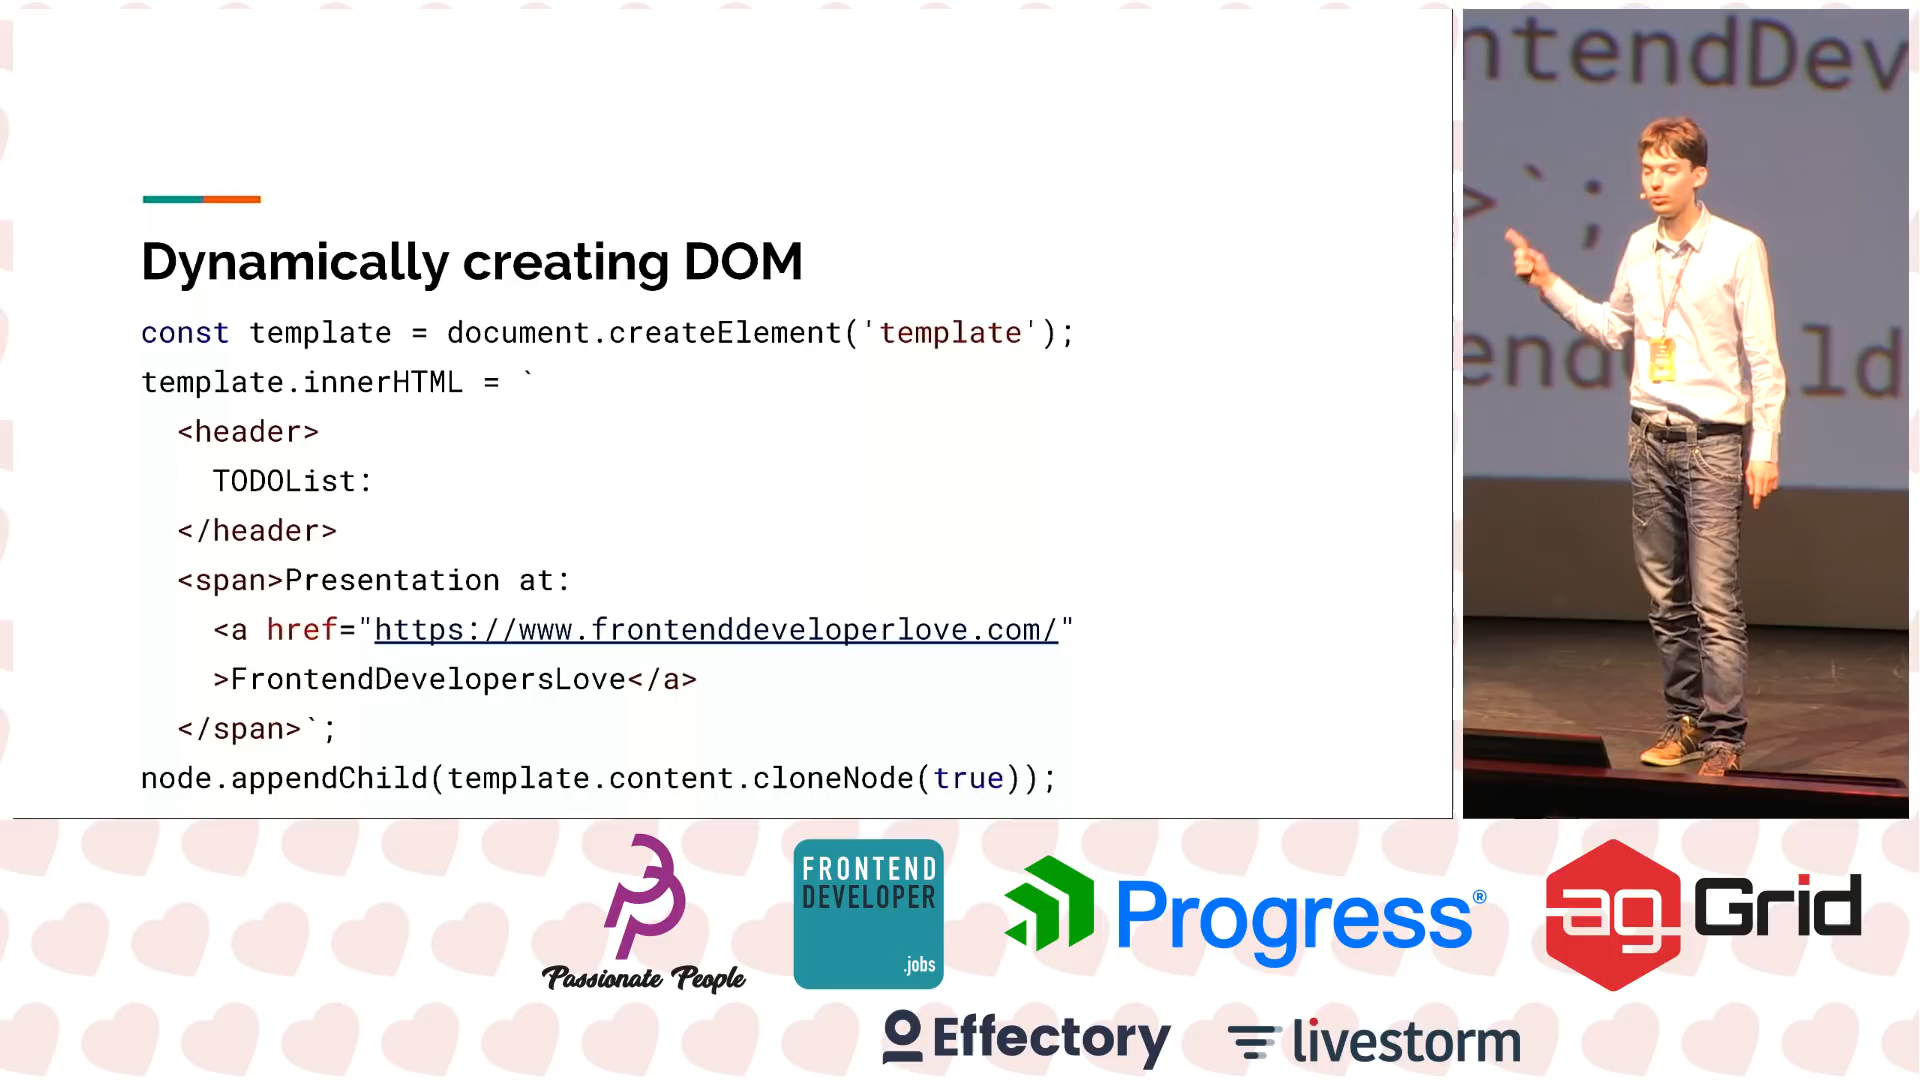 Dynamically creating DOM
const template = document.createElement('template');
template.innerHTML = `
<header>
TODOList:
</header>
<span>Presentation at:
<a href="https://www.frontenddeveloperlove.com/"
>FrontendDevelopersLove</a>
</span>`;
node.appendChild(template.content.cloneNode(true));
ntendDev
>`;
end ld
Passionate People
FRONTEND
DEVELOPER
.jobs
Progress®
ag Grid
Effectory
livestorm